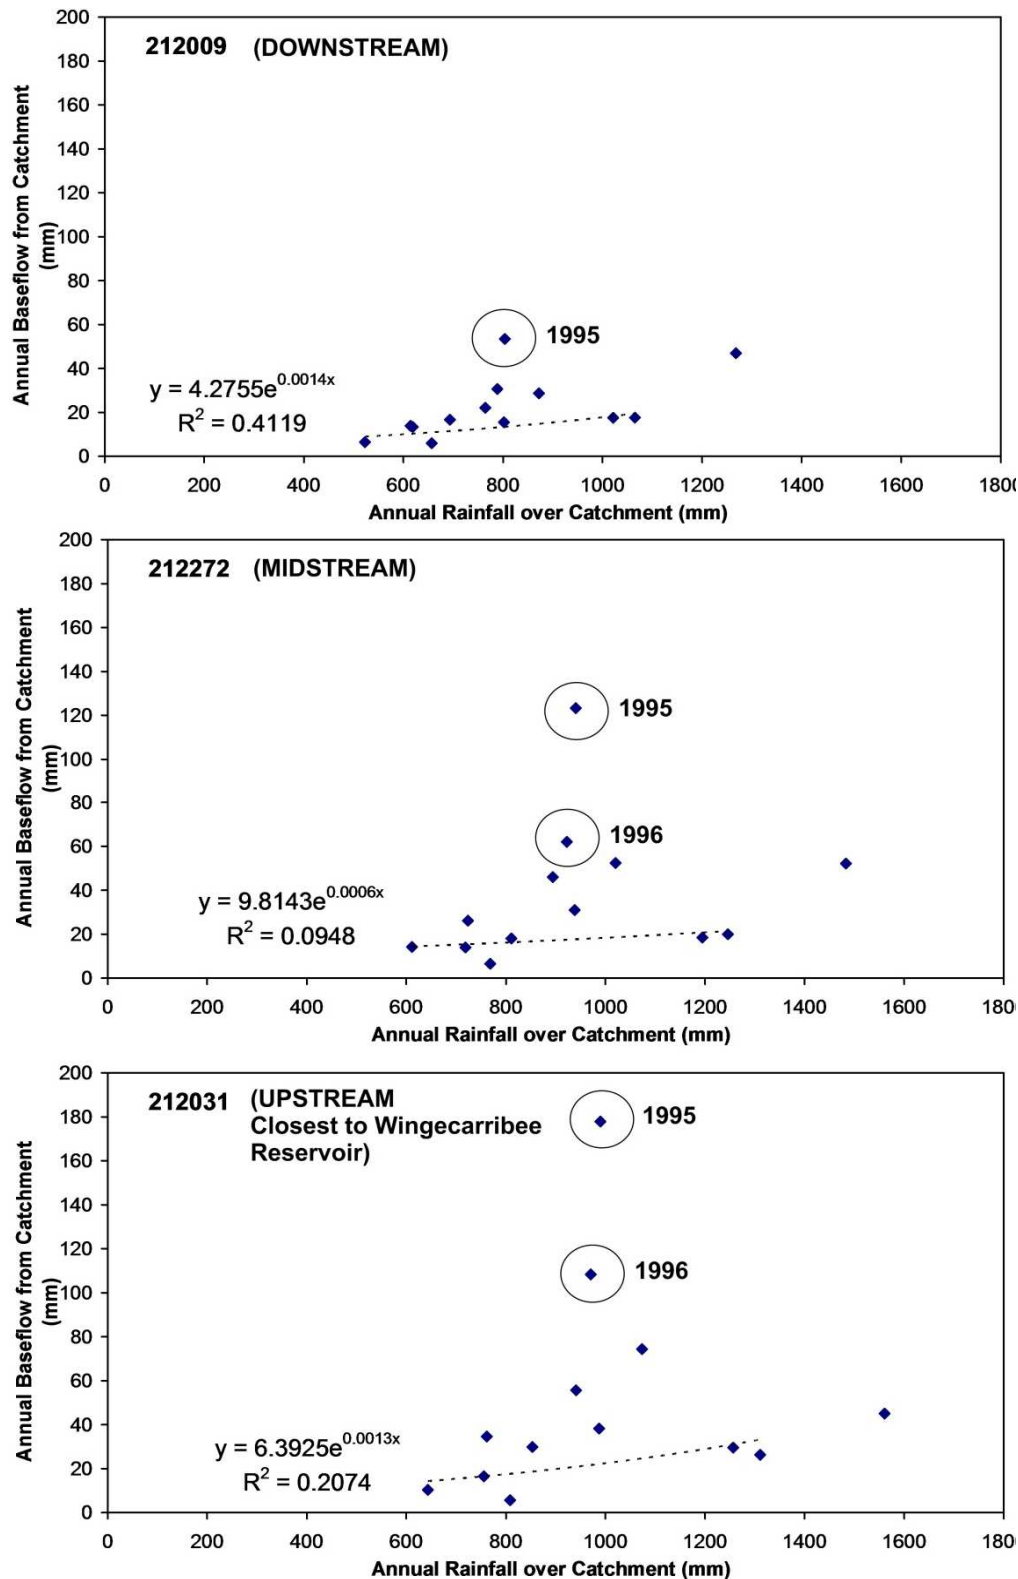 212009 (DOWNSTREAM)
200
180
160
140
120
100
80
60
40
20
0
Annual Baseflow from Catchment
(mm)
1995
y = 4.2755e^0.0014x
R² = 0.4119
0 200 400 600 800 1000 1200 1400 1600 1800
Annual Rainfall over Catchment (mm)
212272 (MIDSTREAM)
200
180
160
140
120
100
80
60
40
20
0
Annual Baseflow from Catchment
(mm)
1995
1996
y = 9.8143e^0.0006x
R² = 0.0948
0 200 400 600 800 1000 1200 1400 1600 1800
Annual Rainfall over Catchment (mm)
212031 (UPSTREAM
Closest to Wingecarribee
Reservoir)
200
180
160
140
120
100
80
60
40
20
0
Annual Baseflow from Catchment
(mm)
1995
1996
y = 6.3925e^0.0013x
R² = 0.2074
0 200 400 600 800 1000 1200 1400 1600 1800
Annual Rainfall over Catchment (mm)